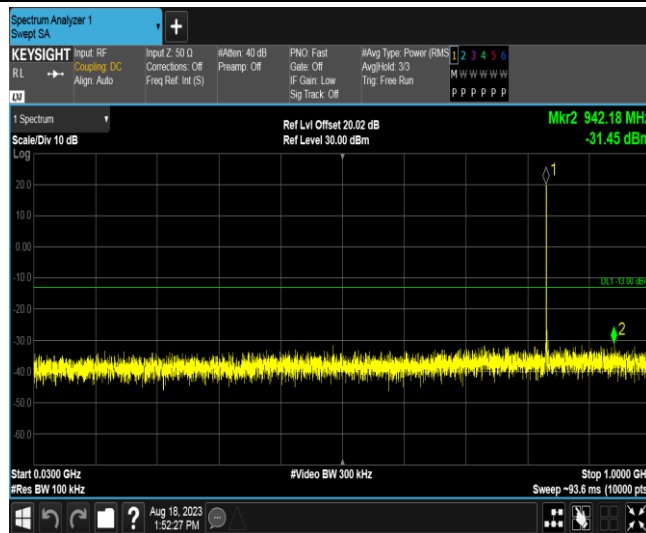 Spectrum Analyzer 1
Swept SA
+
KEYSIGHT
RL
LXI
Input: RF
Coupling: DC
Align: Auto
Input Z: 50 Ω
Corrections: Off
Freq Ref: Int (S)
#Atten: 40 dB
Preamp: Off
PNO: Fast
Gate: Off
IF Gain: Low
Sig Track: Off
#Avg Type: Power (RMS
Avg|Hold: 3/3
Trig: Free Run
1 2 3 4 5 6
M W W W W W
P P P P P P
1 Spectrum
Scale/Div 10 dB
Log
Ref Lvl Offset 20.02 dB
Ref Level 30.00 dBm
Mkr2 942.18 MHz
-31.45 dBm
1
20.0
10.0
0.00
-10.0
DL1 -13.00 dBm
-20.0
-30.0
2
-40.0
-50.0
-60.0
Start 0.0300 GHz
#Res BW 100 kHz
#Video BW 300 kHz
Stop 1.0000 GH
Sweep ~93.6 ms (10000 pts
?
Aug 18, 2023
1:52:27 PM